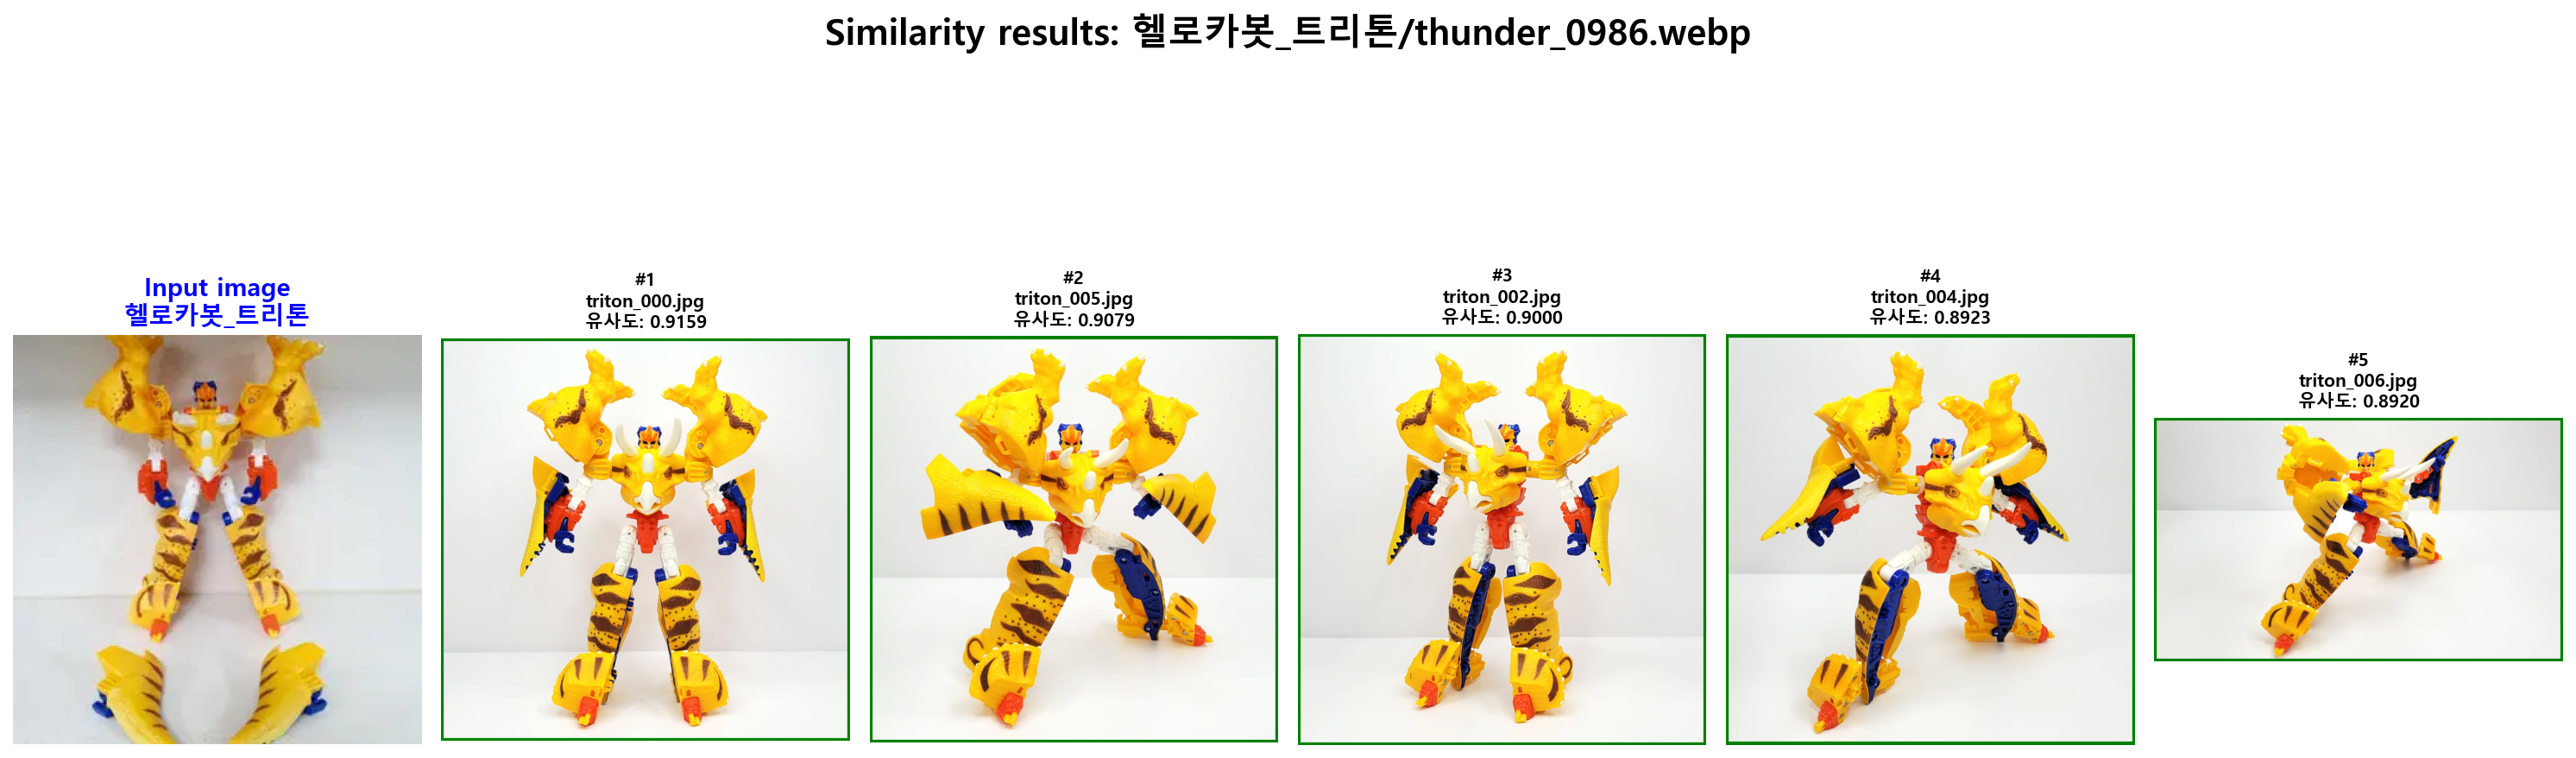 Similarity results: 헬로카봇_트리톤/thunder_0986.webp
Input image
헬로카봇_트리톤
#1
triton_000.jpg
유사도: 0.9159
#2
triton_005.jpg
유사도: 0.9079
#3
triton_002.jpg
유사도: 0.9000
#4
triton_004.jpg
유사도: 0.8923
#5
triton_006.jpg
유사도: 0.8920